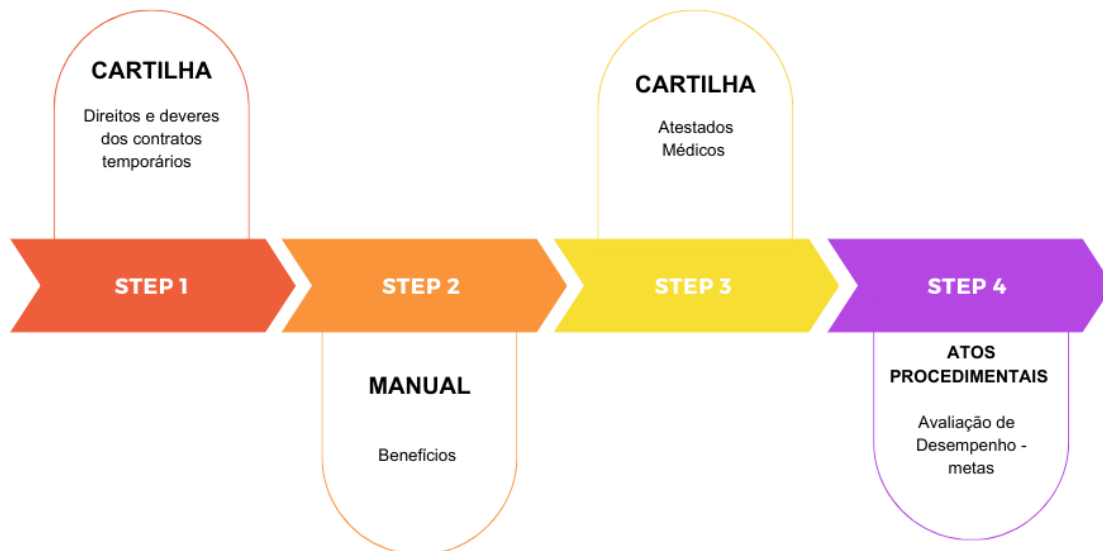 CARTILHA
Direitos e deveres
dos contratos
temporários
CARTILHA
Atestados
Médicos
STEP 1
STEP 2
STEP 3
STEP 4
MANUAL
Benefícios
ATOS
PROCEDIMENTAIS
Avaliação de
Desempenho -
metas